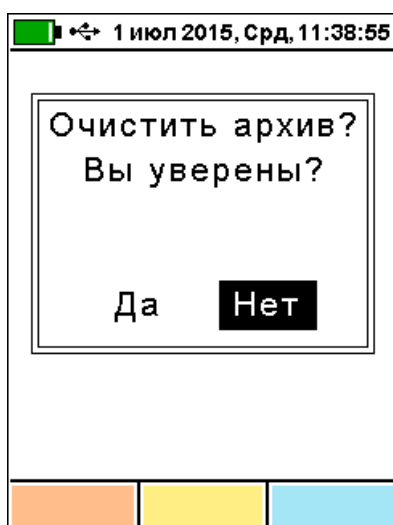 1 июл 2015, Срд, 11:38:55
Очистить архив?
Вы уверены?
Да Нет